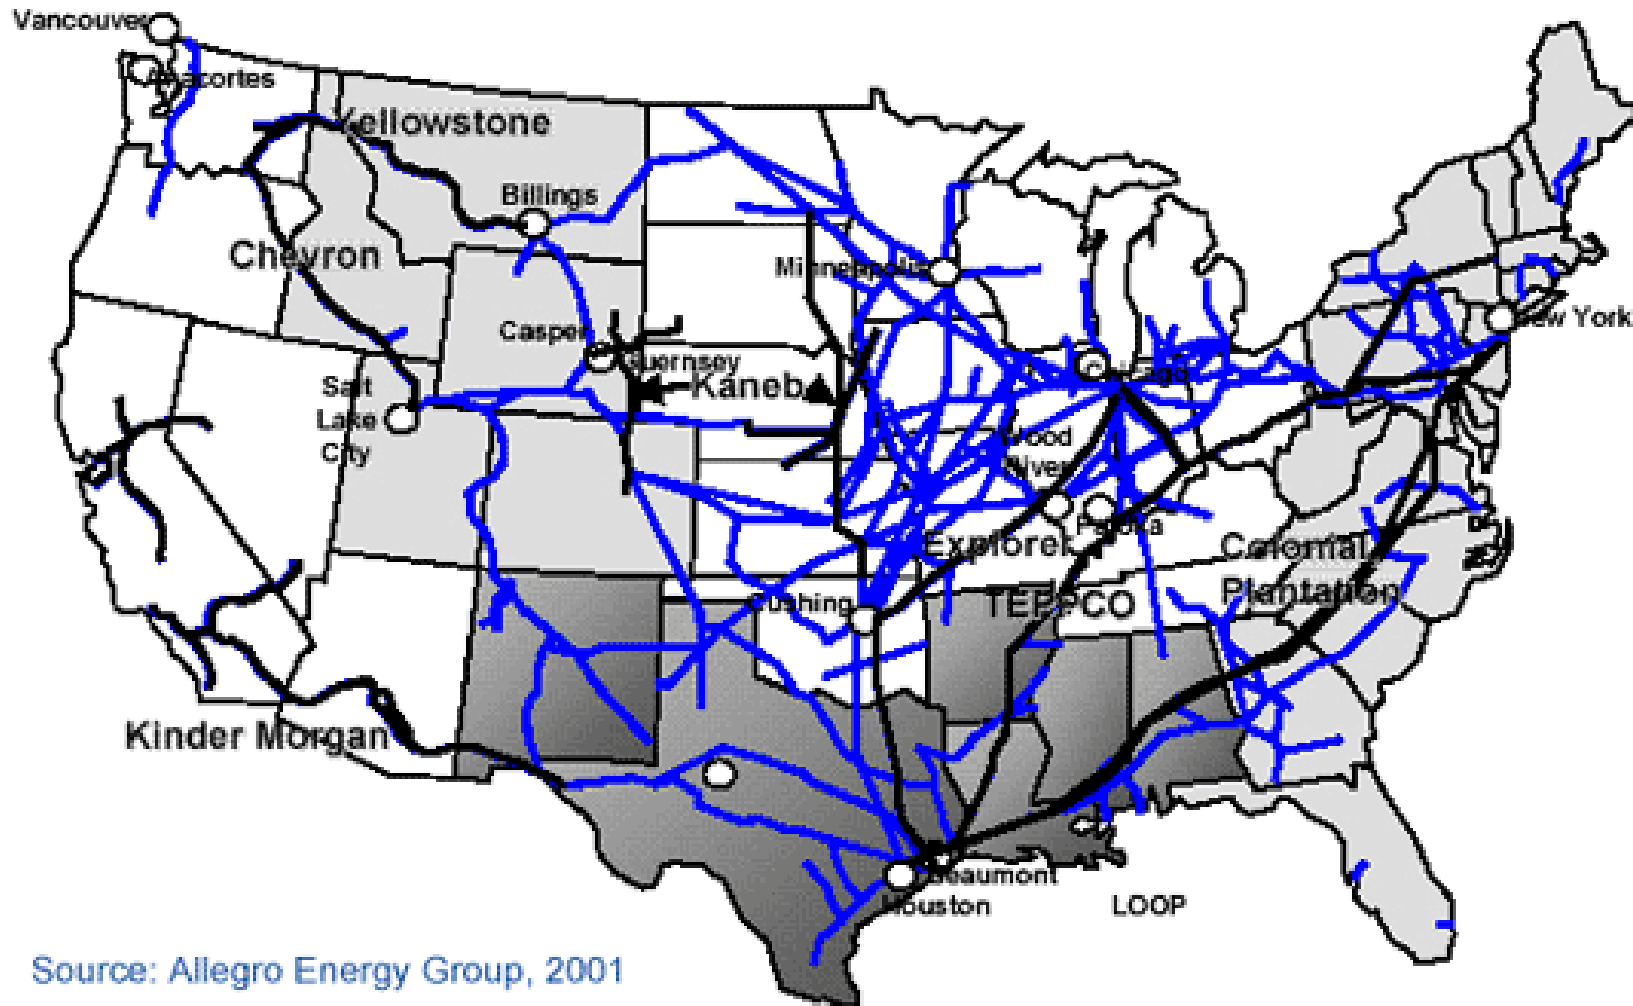 Vancouver
Anacortes
Yellowstone
Billings
Chevron
Minneapolis
New York
Casper
Guernsey
Kaneb
Chicago
Salt
Lake
City
Wood
River
Patoka
Explorer
Colonial
Plantation
Cushing
TEPPCO
Kinder Morgan
Beaumont
Houston
LOOP
Source: Allegro Energy Group, 2001